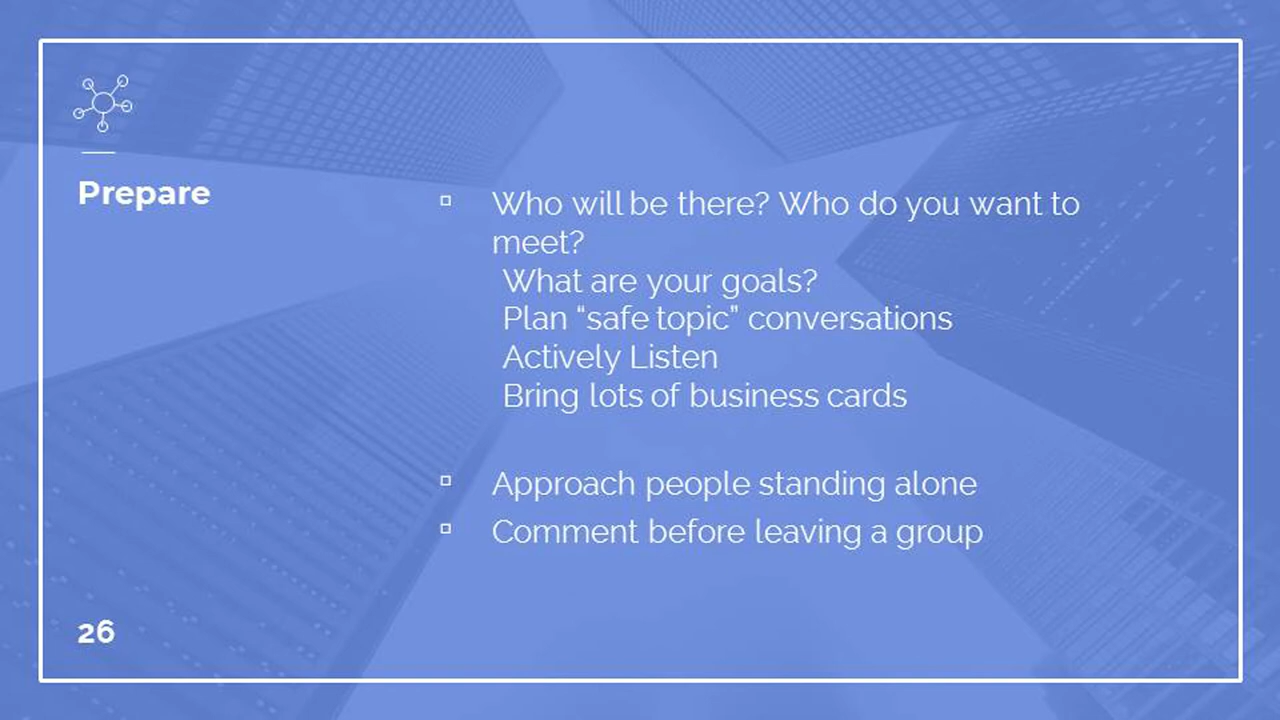 Prepare
Who will be there? Who do you want to
meet?
What are your goals?
Plan “safe topic” conversations
Actively Listen
Bring lots of business cards
Approach people standing alone
Comment before leaving a group
26